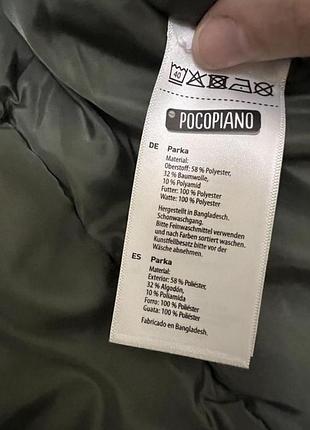 40
POCOPIANO
DE Parka
Material:
Oberstoff: 58 % Polyester,
32 % Baumwolle,
10 % Polyamid
Futter: 100 % Polyester
Watte: 100 % Polyester
Hergestellt in Bangladesch.
Schonwaschgang.
Bitte Feinwaschmittel verwenden
und nach Farben sortiert waschen.
Kunstfellbesatz bitte vor der
Wäsche abnehmen.
ES Parka
Material:
Exterior: 58 % Poliéster,
32 % Algodón,
10 % Poliamida
Forro: 100 % Poliéster
Guata: 100 % Poliéster
Fabricado en Bangladesh.